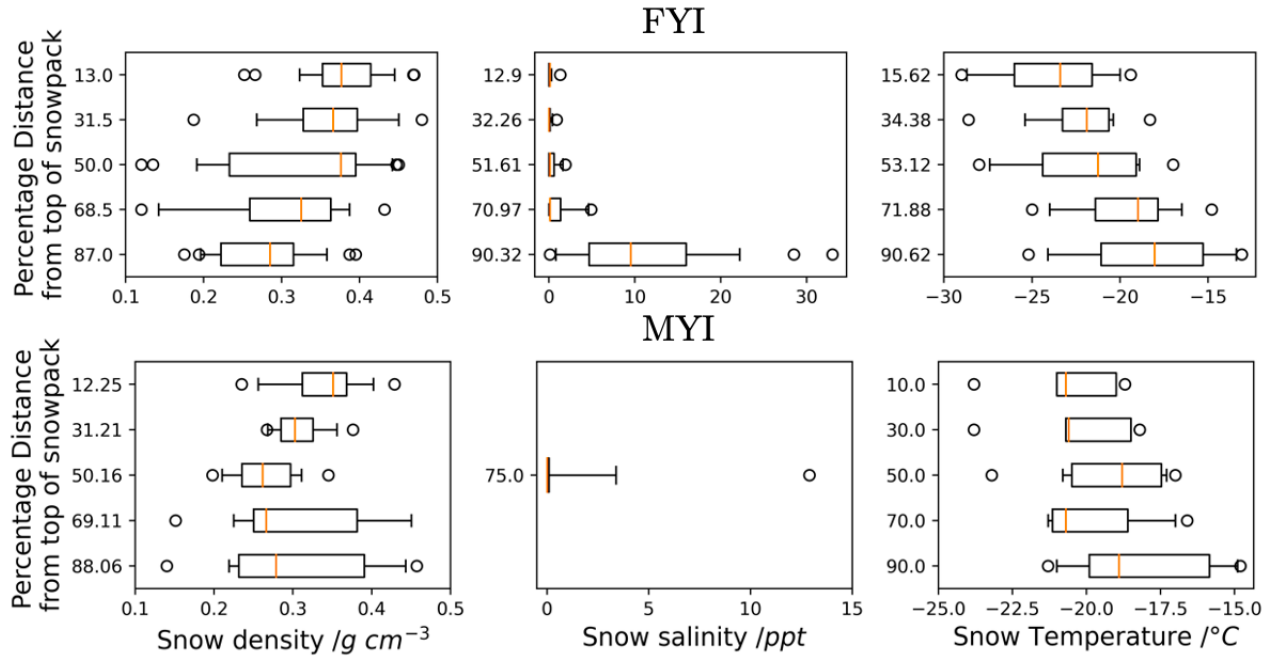 FYI
Percentage Distance
from top of snowpack
13.0
31.5
50.0
68.5
87.0
0.1 0.2 0.3 0.4 0.5
12.9
32.26
51.61
70.97
90.32
0 10 20 30
15.62
34.38
53.12
71.88
90.62
−30 −25 −20 −15
MYI
Percentage Distance
from top of snowpack
12.25
31.21
50.16
69.11
88.06
0.1 0.2 0.3 0.4 0.5
Snow density /g cm⁻³
75.0
0 5 10 15
Snow salinity /ppt
10.0
30.0
50.0
70.0
90.0
−25.0 −22.5 −20.0 −17.5 −15.0
Snow Temperature /°C